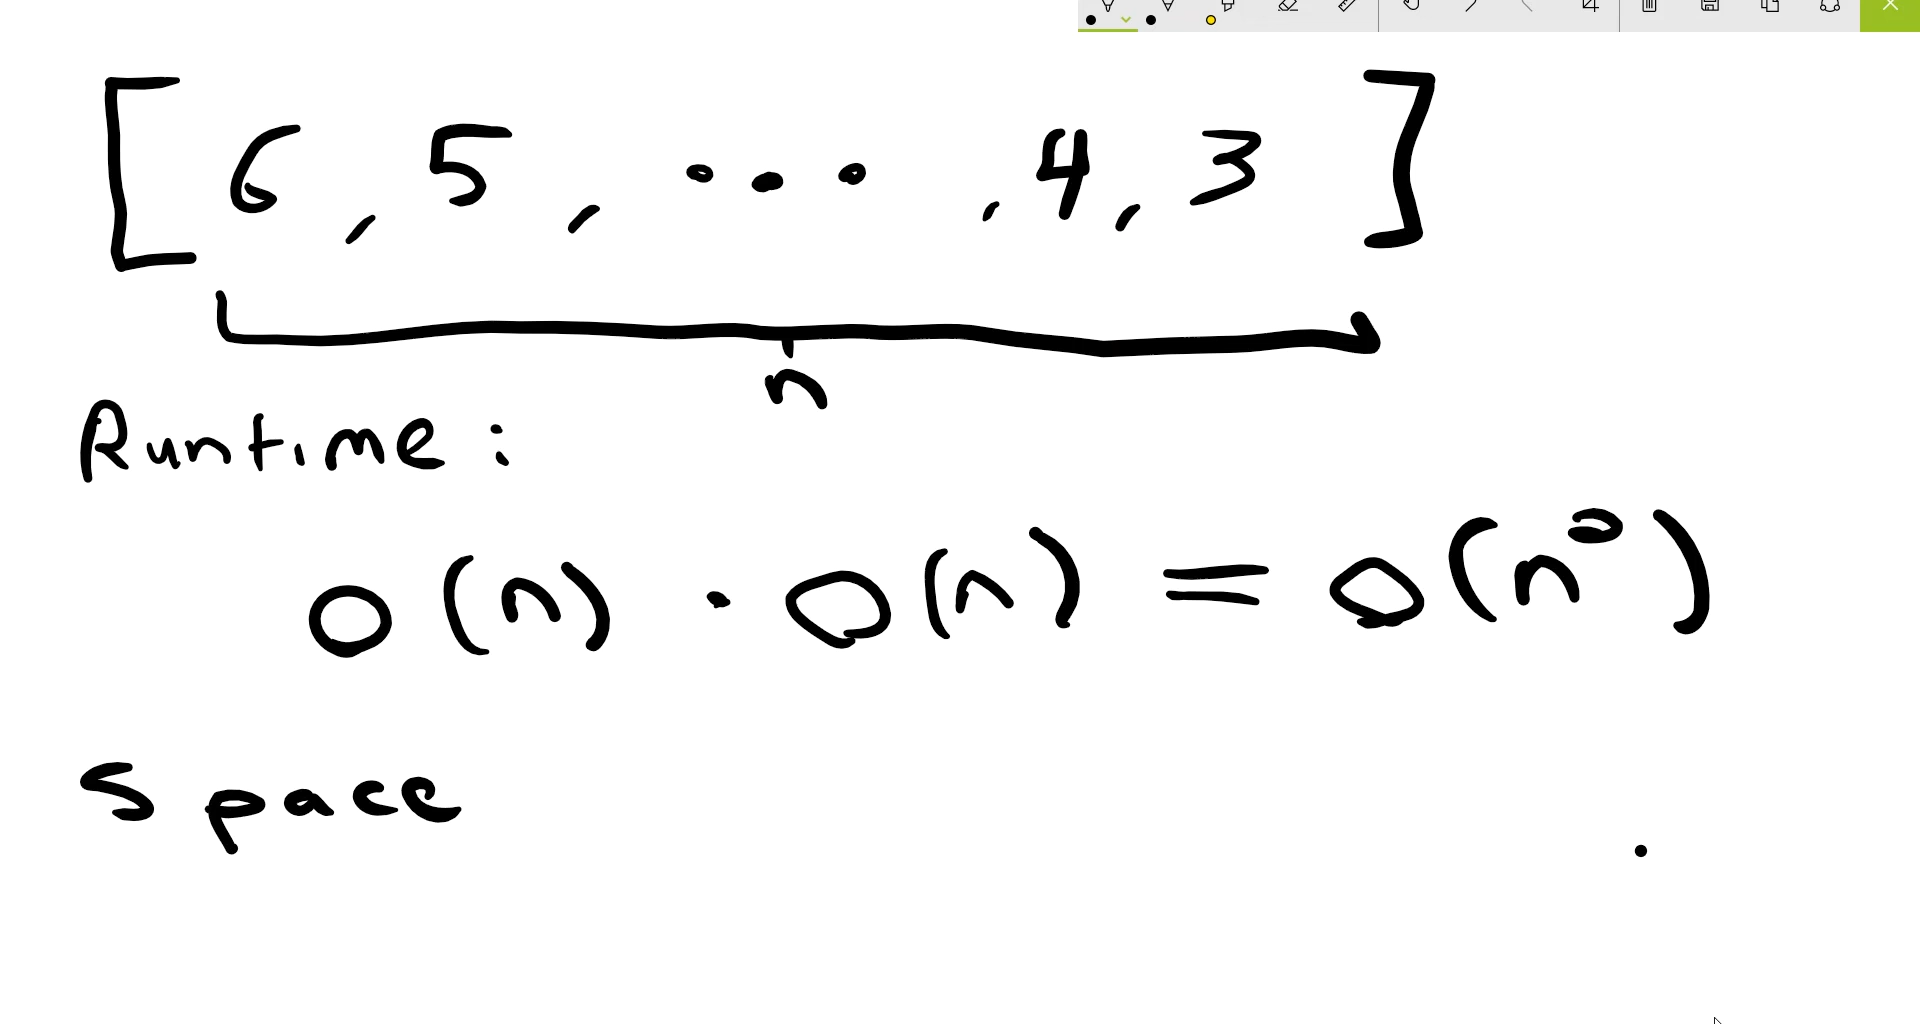 [6, 5, ... , 4, 3]
n
Runtime:
O(n) · O(n) = O(n²)
Space